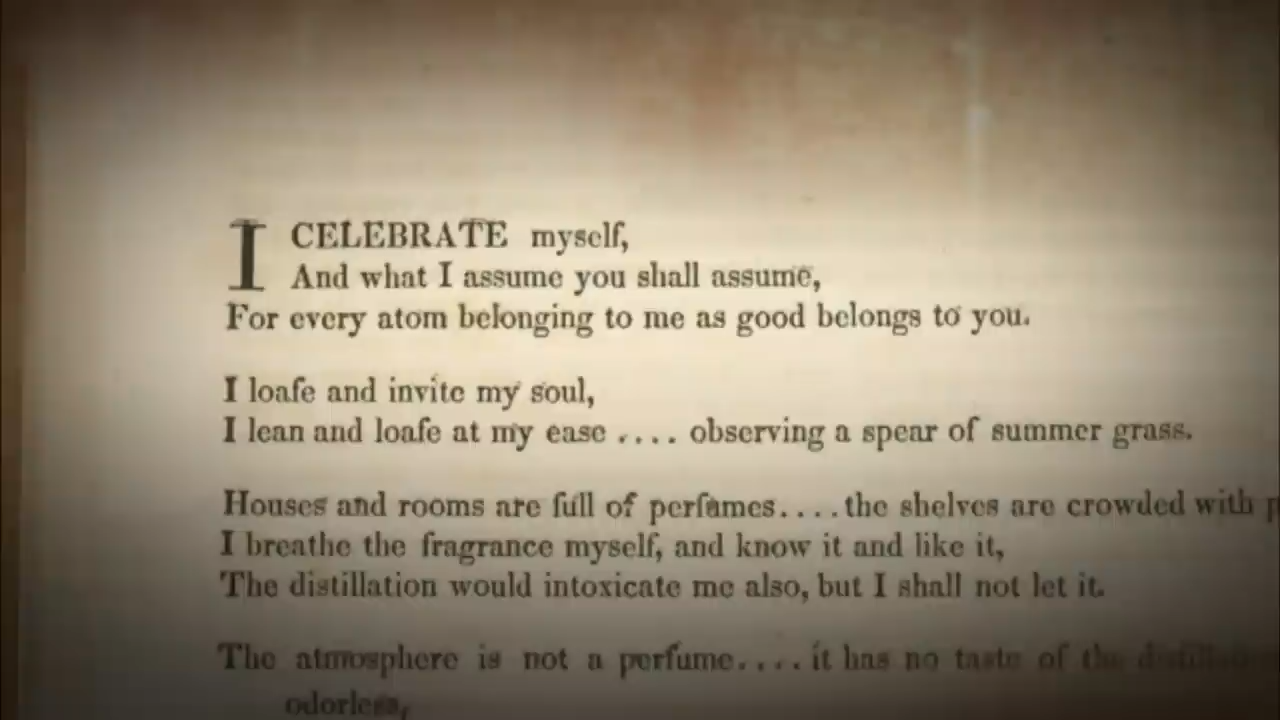 I CELEBRATE myself,
And what I assume you shall assume,
For every atom belonging to me as good belongs to you.
I loafe and invite my soul,
I lean and loafe at my ease .... observing a spear of summer grass.
Houses and rooms are full of perfumes.... the shelves are crowded with
I breathe the fragrance myself, and know it and like it,
The distillation would intoxicate me also, but I shall not let it.
The atmosphere is not a perfume.... it has no taste of the
odorless,